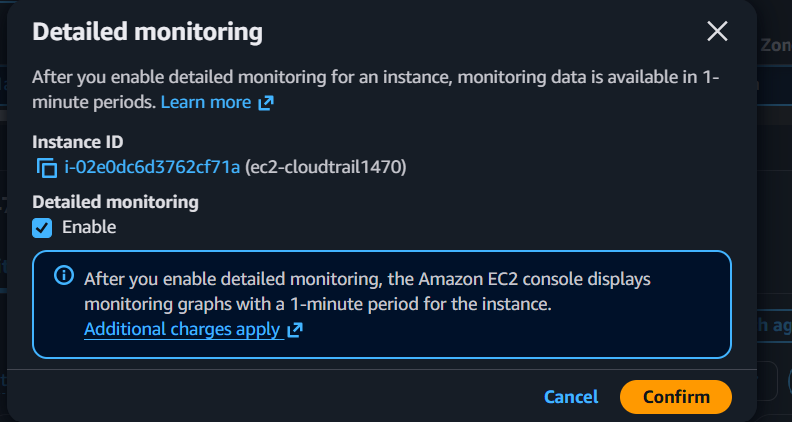 Detailed monitoring
Zon
After you enable detailed monitoring for an instance, monitoring data is available in 1-
minute periods. Learn more
Instance ID
i-02e0dc6d3762cf71a (ec2-cloudtrail1470)
Detailed monitoring
Enable
After you enable detailed monitoring, the Amazon EC2 console displays
monitoring graphs with a 1-minute period for the instance.
Additional charges apply
h ag
Cancel
Confirm